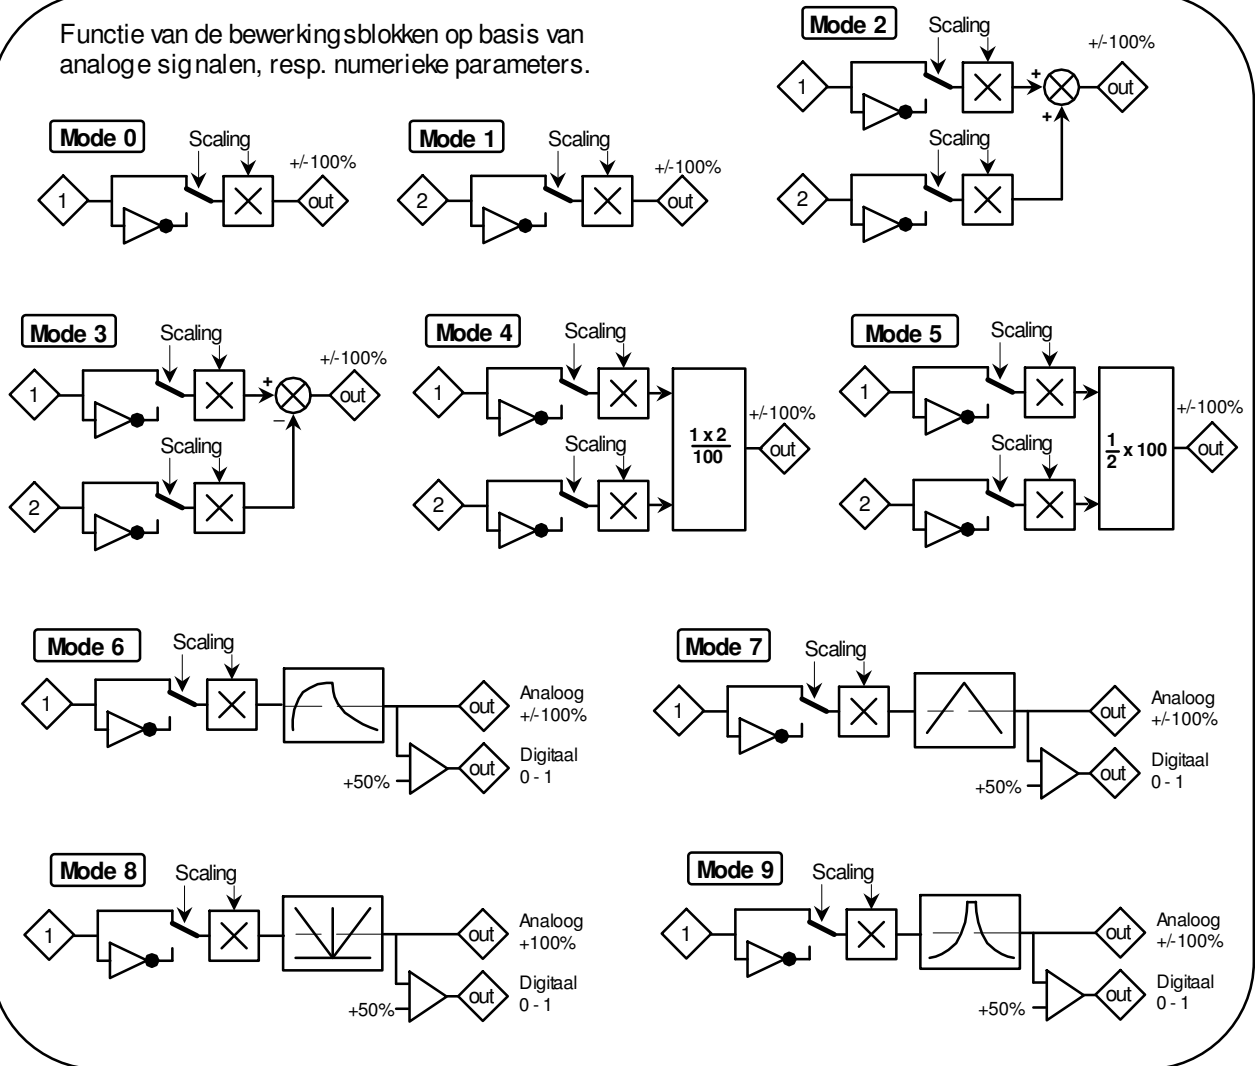 Functie van de bewerkingsblokken op basis van
analoge signalen, resp. numerieke parameters.
Mode 0
Scaling
+/-100%
1
out
Mode 1
Scaling
+/-100%
2
out
Mode 2
Scaling
+/-100%
1
+
out
+
Scaling
2
Mode 3
Scaling
+/-100%
1
+
out
–
Scaling
2
Mode 4
Scaling
1
+/-100%
1 x 2
100
out
Scaling
2
Mode 5
Scaling
1
+/-100%
1
2 x 100
out
Scaling
2
Mode 6
Scaling
1
out
Analoog
+/-100%
+50%
out
Digitaal
0 - 1
Mode 7
Scaling
1
out
Analoog
+/-100%
+50%
out
Digitaal
0 - 1
Mode 8
Scaling
1
out
Analoog
+100%
+50%
out
Digitaal
0 - 1
Mode 9
Scaling
1
out
Analoog
+/-100%
+50%
out
Digitaal
0 - 1